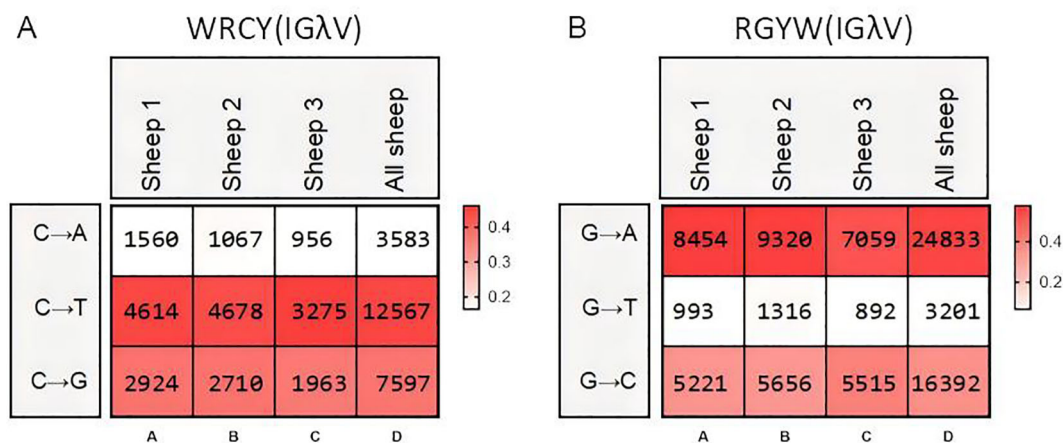 A WRCY(IGλV)
Sheep 1 Sheep 2 Sheep 3 All sheep
C→A 1560 1067 956 3583
C→T 4614 4678 3275 12567
C→G 2924 2710 1963 7597
A B C D
0.4
0.3
0.2
B RGYW(IGλV)
Sheep 1 Sheep 2 Sheep 3 All sheep
G→A 8454 9320 7059 24833
G→T 993 1316 892 3201
G→C 5221 5656 5515 16392
A B C D
0.4
0.2